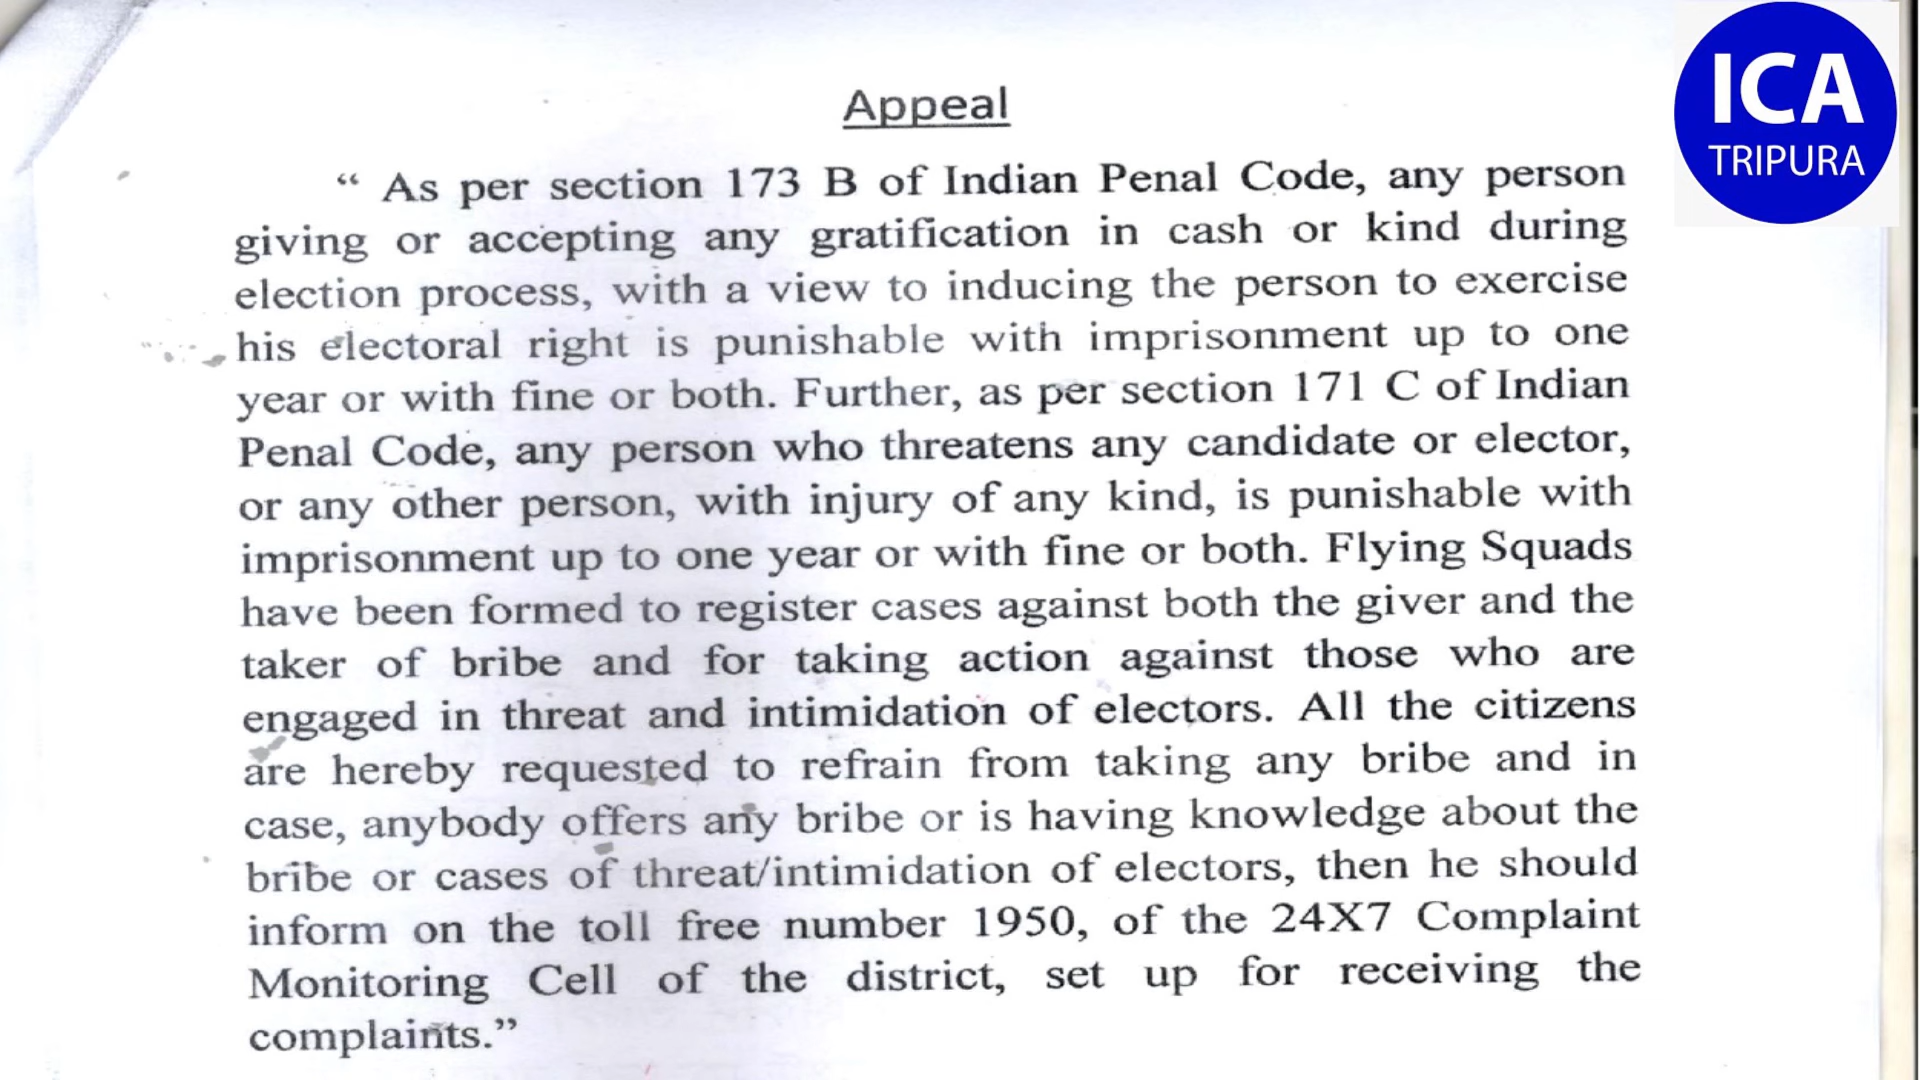 ICA
TRIPURA
Appeal
“ As per section 173 B of Indian Penal Code, any person
giving or accepting any gratification in cash or kind during
election process, with a view to inducing the person to exercise
his electoral right is punishable with imprisonment up to one
year or with fine or both. Further, as per section 171 C of Indian
Penal Code, any person who threatens any candidate or elector,
or any other person, with injury of any kind, is punishable with
imprisonment up to one year or with fine or both. Flying Squads
have been formed to register cases against both the giver and the
taker of bribe and for taking action against those who are
engaged in threat and intimidation of electors. All the citizens
are hereby requested to refrain from taking any bribe and in
case, anybody offers any bribe or is having knowledge about the
bribe or cases of threat/intimidation of electors, then he should
inform on the toll free number 1950, of the 24X7 Complaint
Monitoring Cell of the district, set up for receiving the
complaints.”